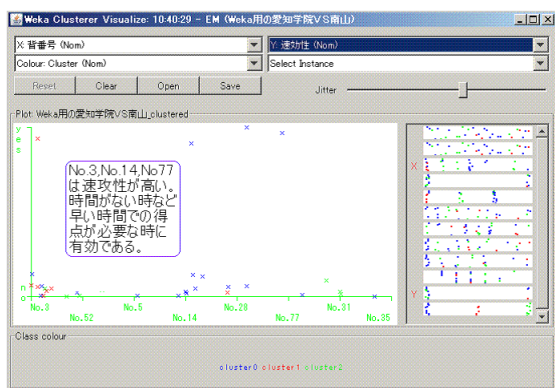 Weka Clusterer Visualize: 10:40:29 - EM (Weka用の愛知学院VS南山)
X: 背番号 (Nom)
Y: 速効性 (Nom)
Colour: Cluster (Nom)
Select Instance
Reset
Clear
Open
Save
Jitter
Plot: Weka用の愛知学院VS南山_clustered
yes
No.3,No.14,No77
は速攻性が高い。
時間がない時など
早い時間での得
点が必要な時に
有効である。
no
No.3
No.5
No.28
No.81
No.52
No.14
No.77
No.35
X
Y
Class colour
cluster0 cluster1 cluster2